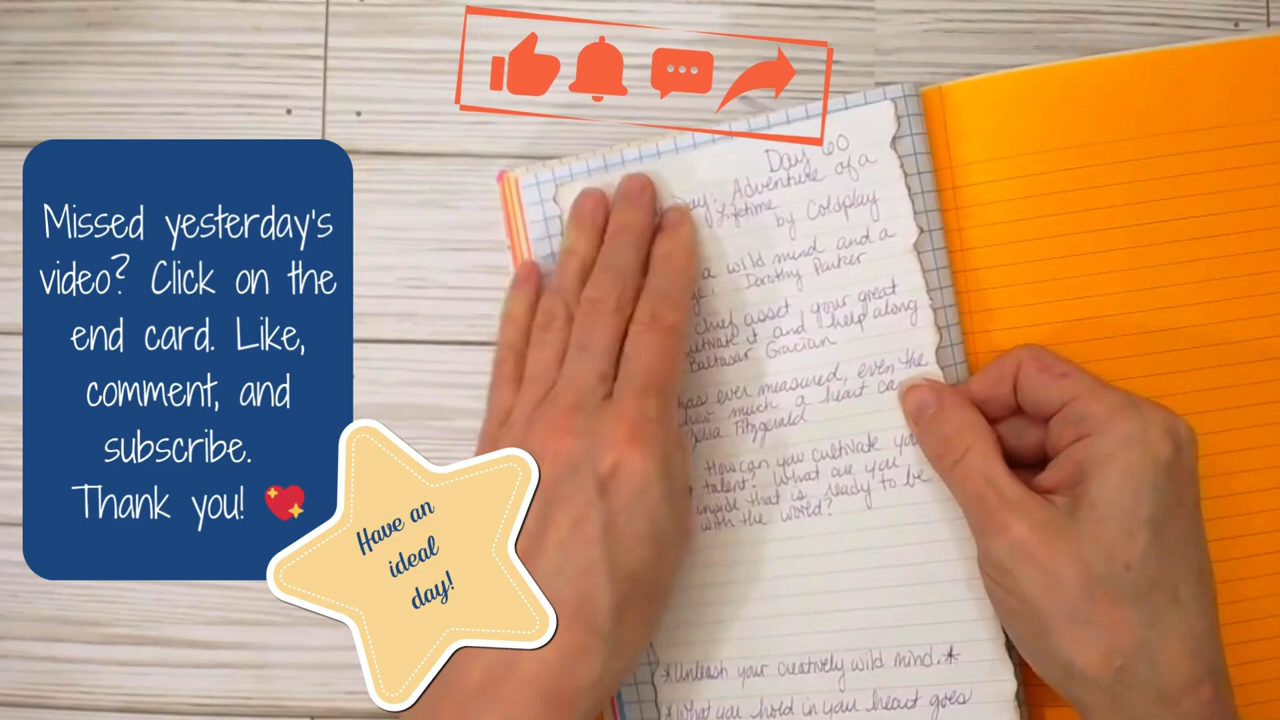 Missed yesterday's
video? Click on the
end card. Like,
comment, and
subscribe.
Thank you! 💖
Have an
ideal
day!
Day 60
Day: Adventure of a
Lifetime
by Coldplay
a wild mind and a
Dorothy Parker
chief asset your great
it and help along
Baltasar Gracian
has ever measured, even the
how much a heart ca
Zelda Fitzgerald
How can you cultivate yo
talent? What are you
inside that is ready to be
with the world?
*Unleash your creatively wild mind.*
*What you hold in your heart goes